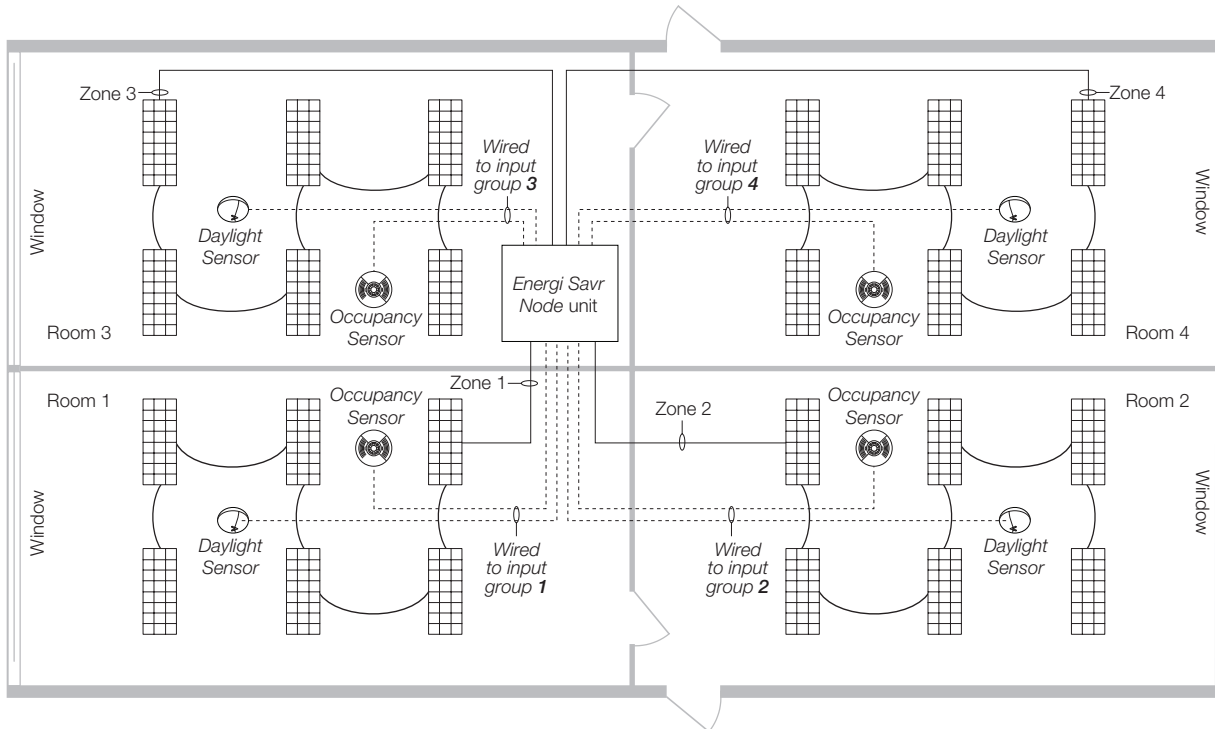 Zone 3
Zone 4
Wired
to input
group 3
Wired
to input
group 4
Window
Daylight
Sensor
Occupancy
Sensor
Energi Savr
Node unit
Occupancy
Sensor
Daylight
Sensor
Window
Room 3
Room 4
Room 1
Zone 1
Occupancy
Sensor
Zone 2
Occupancy
Sensor
Room 2
Window
Daylight
Sensor
Wired
to input
group 1
Wired
to input
group 2
Daylight
Sensor
Window